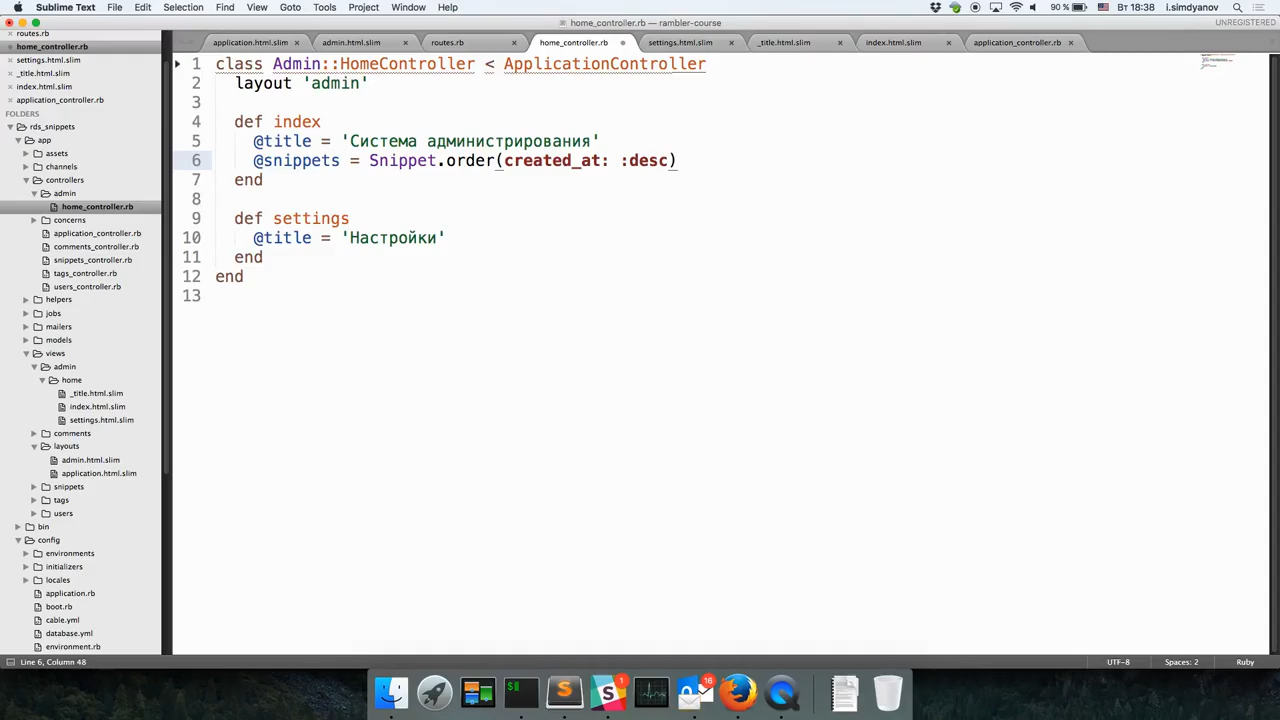 Sublime Text File Edit Selection Find View Goto Tools Project Window Help 90 % Вт 18:38 i.simdyanov
home_controller.rb — rambler-course UNREGISTERED
routes.rb
home_controller.rb
settings.html.slim
_title.html.slim
index.html.slim
application_controller.rb
FOLDERS
rds_snippets
app
assets
channels
controllers
admin
home_controller.rb
concerns
application_controller.rb
comments_controller.rb
snippets_controller.rb
tags_controller.rb
users_controller.rb
helpers
jobs
mailers
models
views
admin
home
_title.html.slim
index.html.slim
settings.html.slim
comments
layouts
admin.html.slim
application.html.slim
snippets
tags
users
bin
config
environments
initializers
locales
application.rb
boot.rb
cable.yml
database.yml
environment.rb
application.html.slim admin.html.slim routes.rb home_controller.rb settings.html.slim _title.html.slim index.html.slim application_controller.rb
1 class Admin::HomeController < ApplicationController
2 layout 'admin'
3
4 def index
5 @title = 'Система администрирования'
6 @snippets = Snippet.order(created_at: :desc)
7 end
8
9 def settings
10 @title = 'Настройки'
11 end
12 end
13
Line 6, Column 48 UTF-8 Spaces: 2 Ruby
1 16